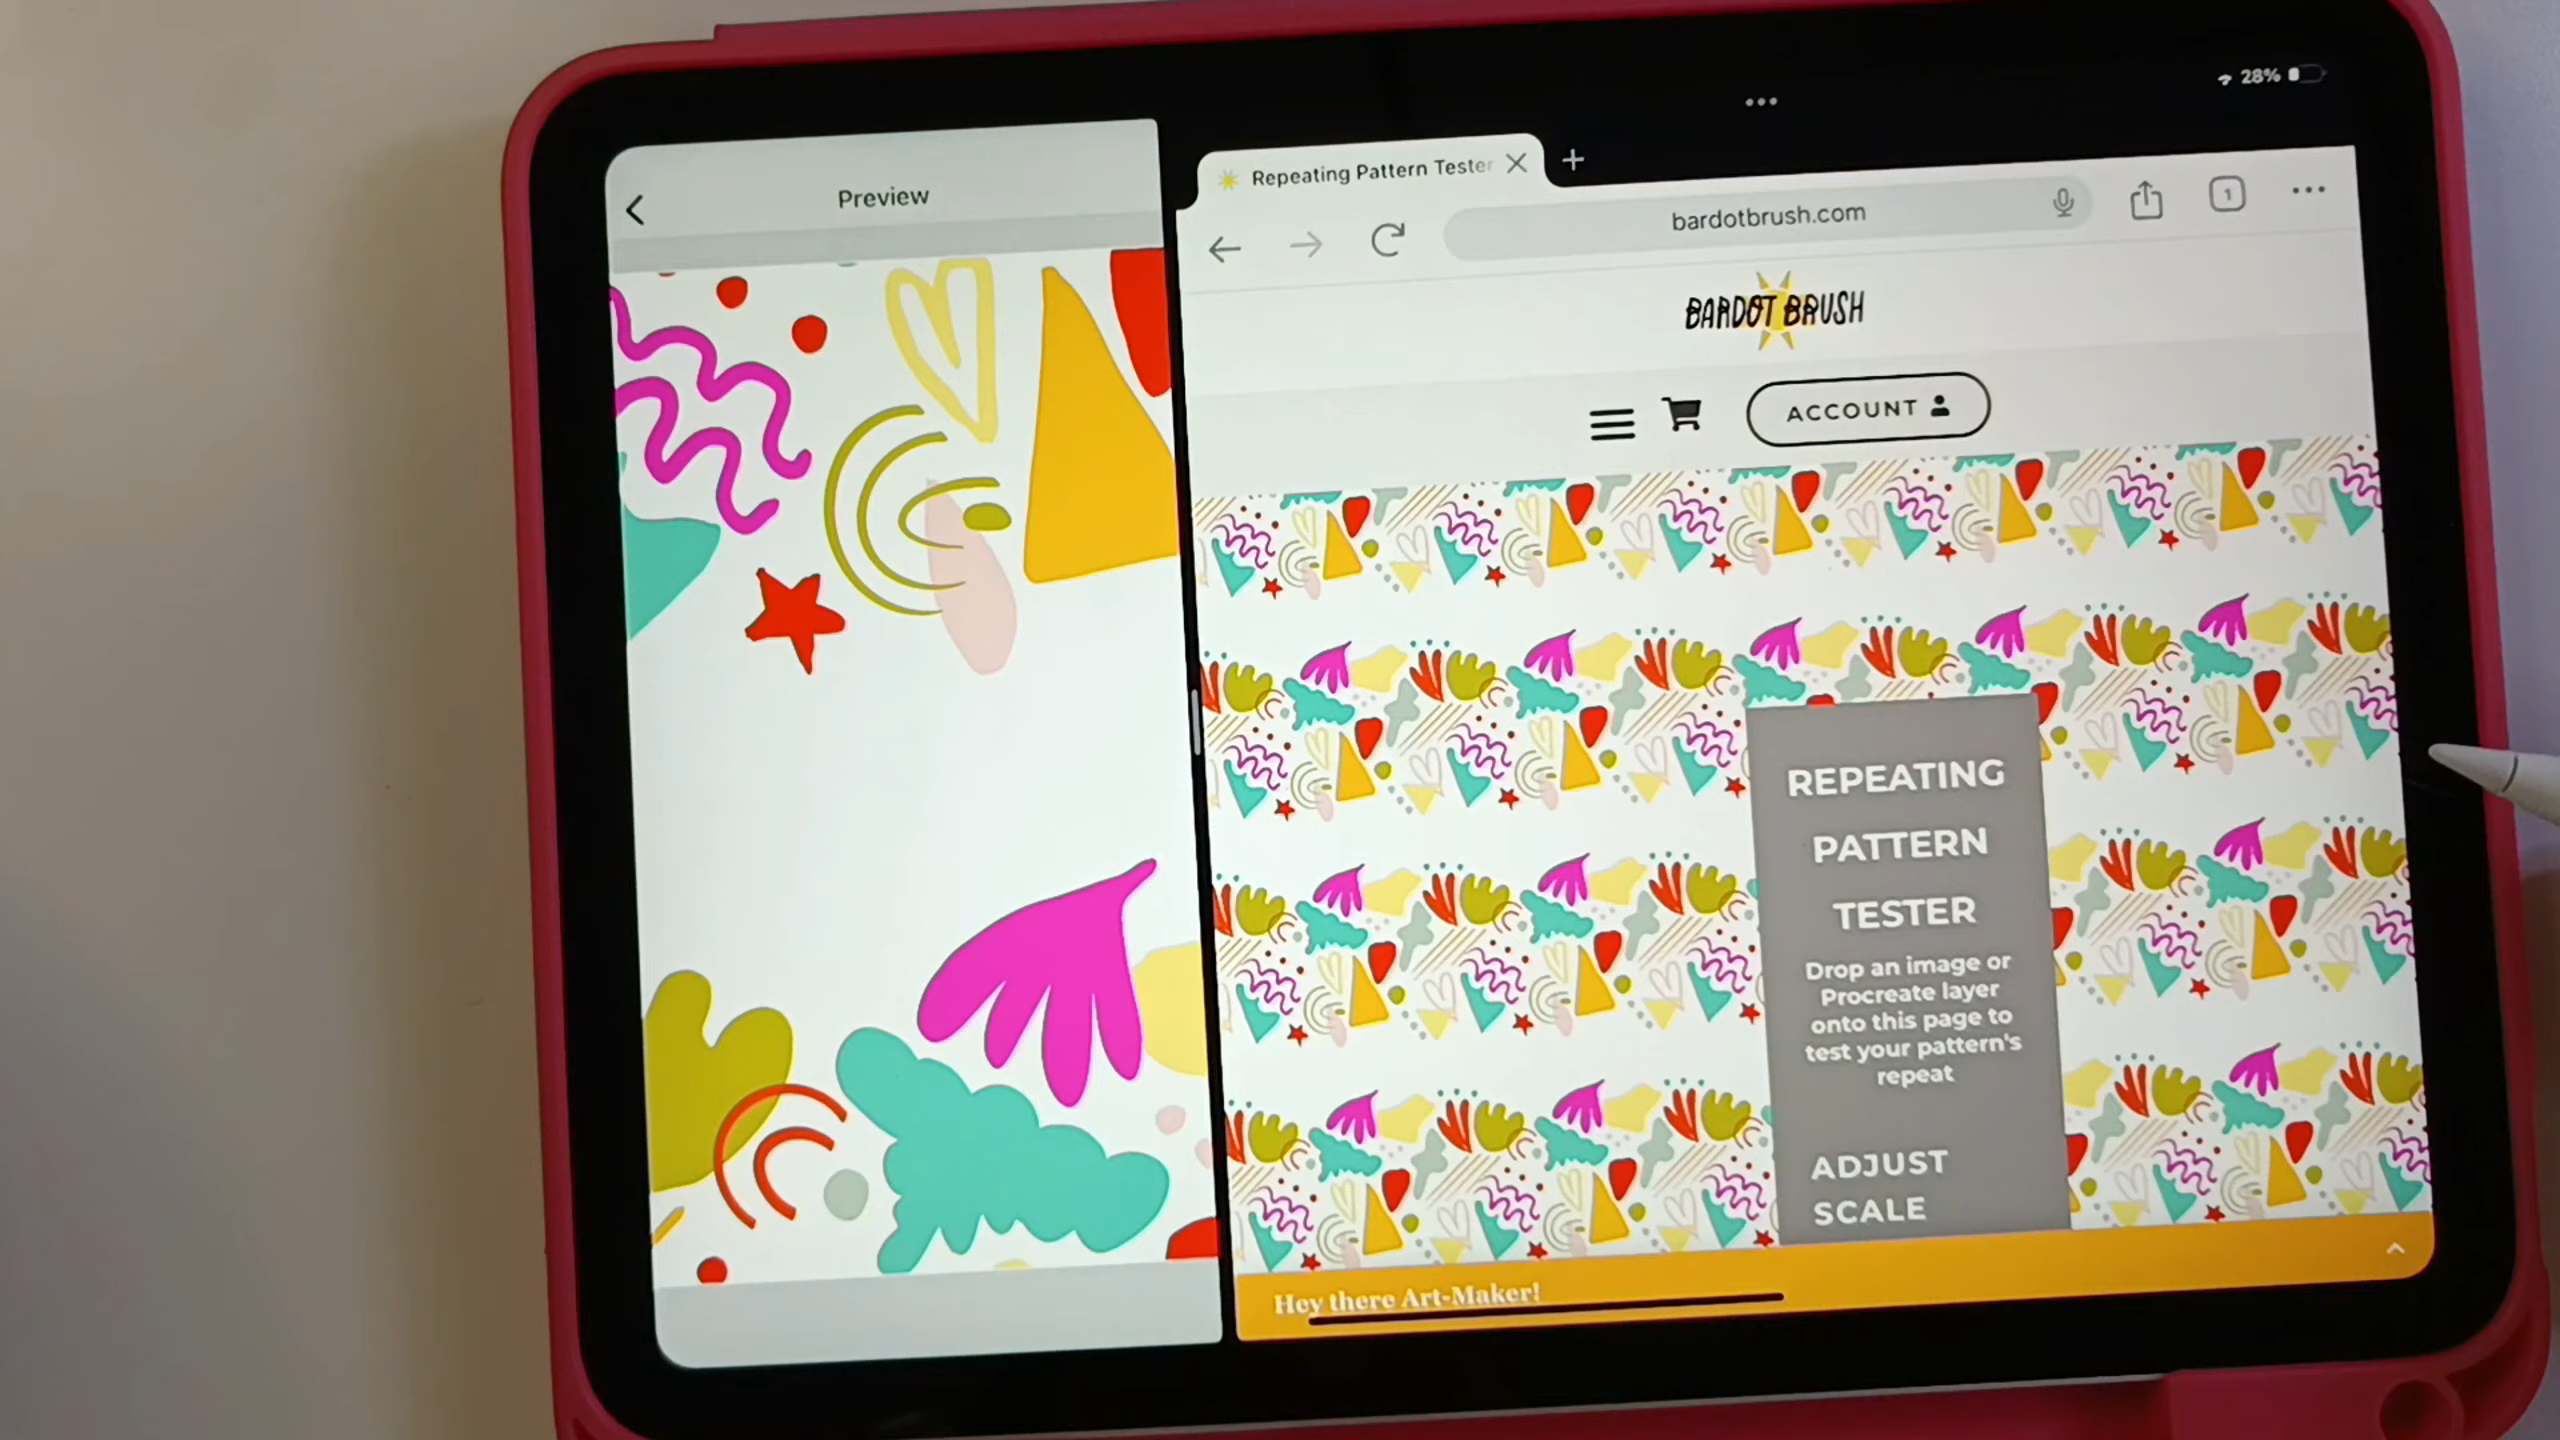 28%
Preview
Repeating Pattern Tester
bardotbrush.com
1
BARDOT BRUSH
ACCOUNT
REPEATING
PATTERN
TESTER
Drop an image or
Procreate layer
onto this page to
test your pattern's
repeat
ADJUST
SCALE
Hey there Art-Maker!